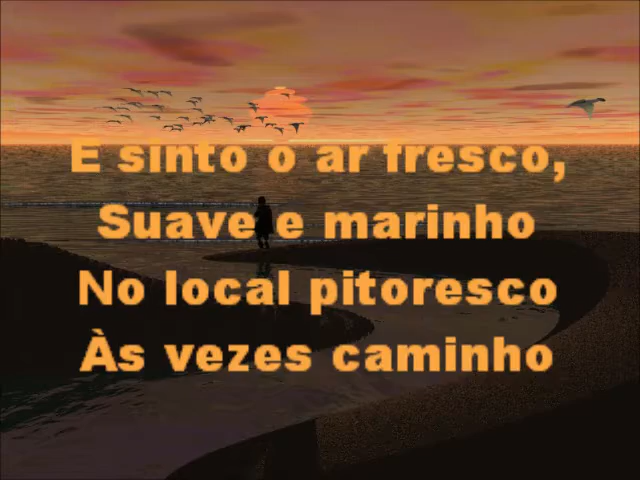 E sinto o ar fresco,
Suave e marinho
No local pitoresco
Às vezes caminho